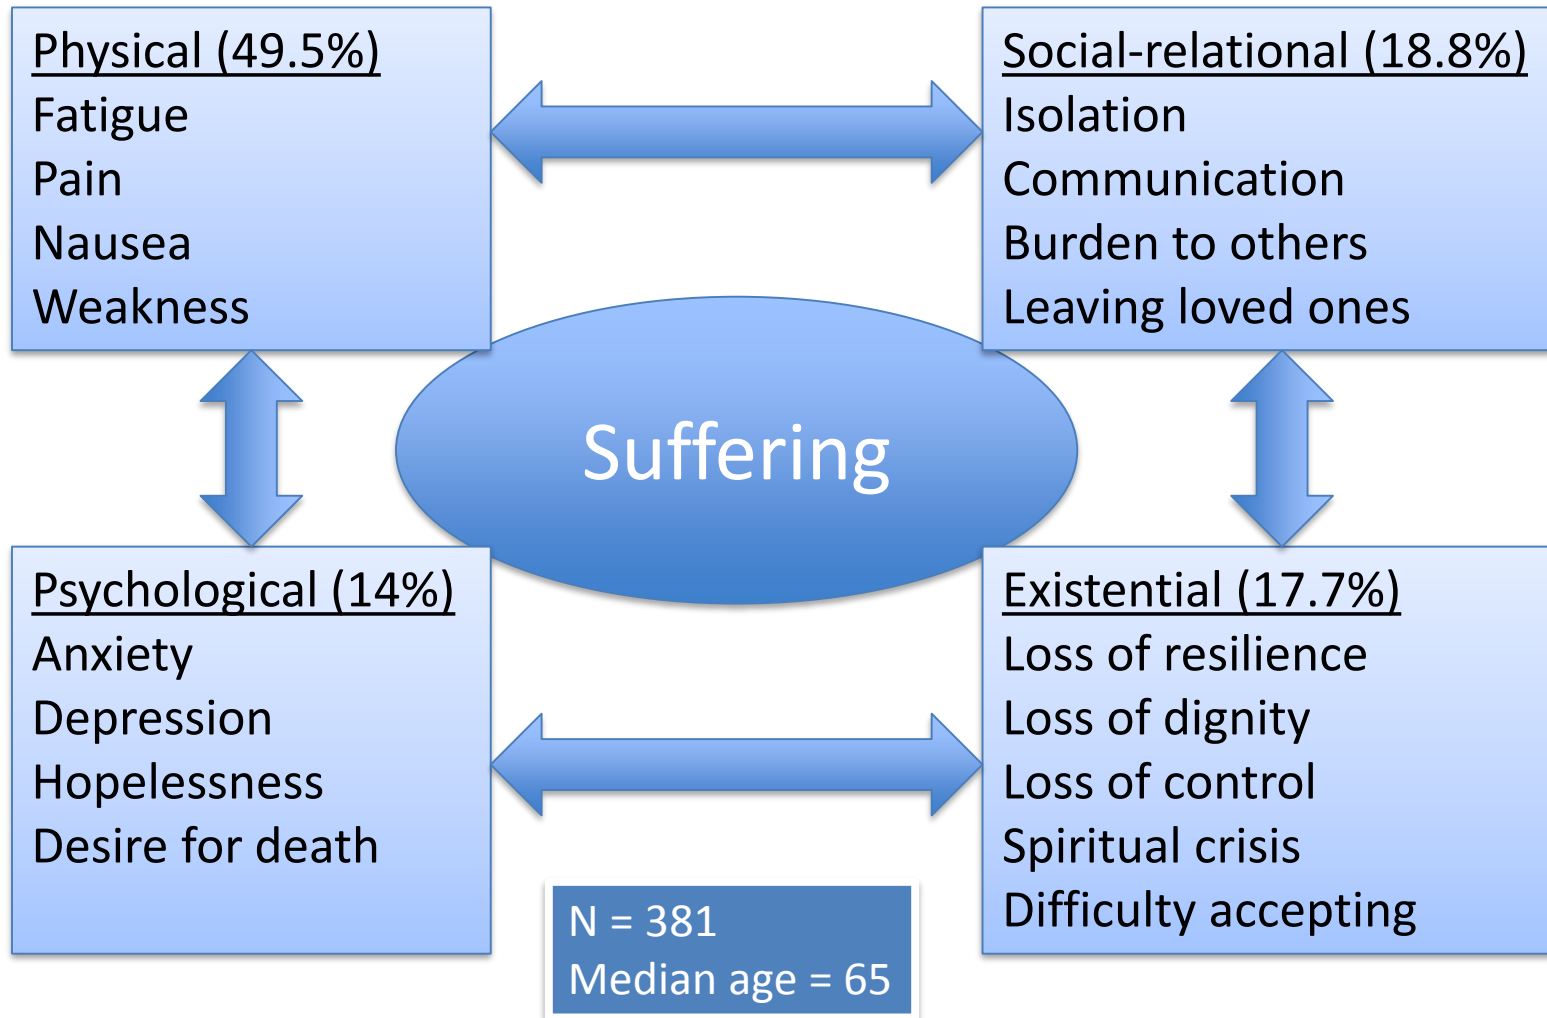 Physical (49.5%)
Fatigue
Pain
Nausea
Weakness
Social-relational (18.8%)
Isolation
Communication
Burden to others
Leaving loved ones
Suffering
Psychological (14%)
Anxiety
Depression
Hopelessness
Desire for death
Existential (17.7%)
Loss of resilience
Loss of dignity
Loss of control
Spiritual crisis
Difficulty accepting
N = 381
Median age = 65